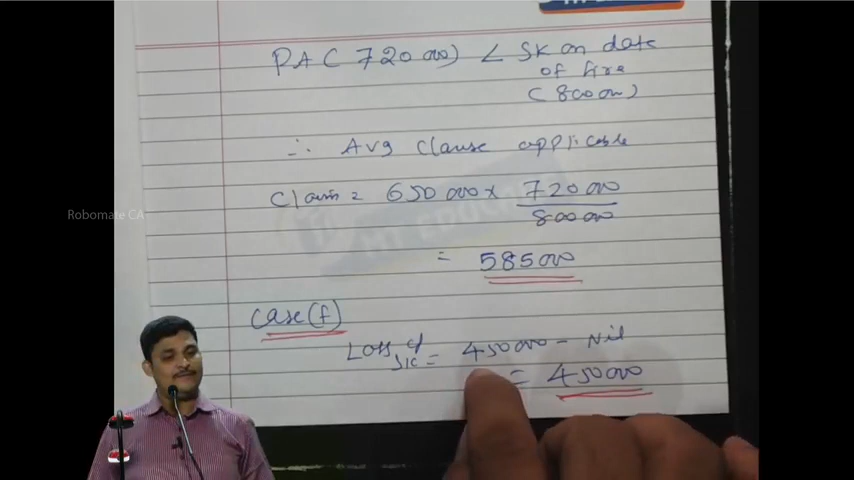 PAC 720000) < SK on date
of fire
(800000)
∴ Avg Clause applicable
Claim = 650000 x 720000
800000
= 585000
Case (f)
Loss of
SK = 450000 - Nil
= 450000
Robomate CA